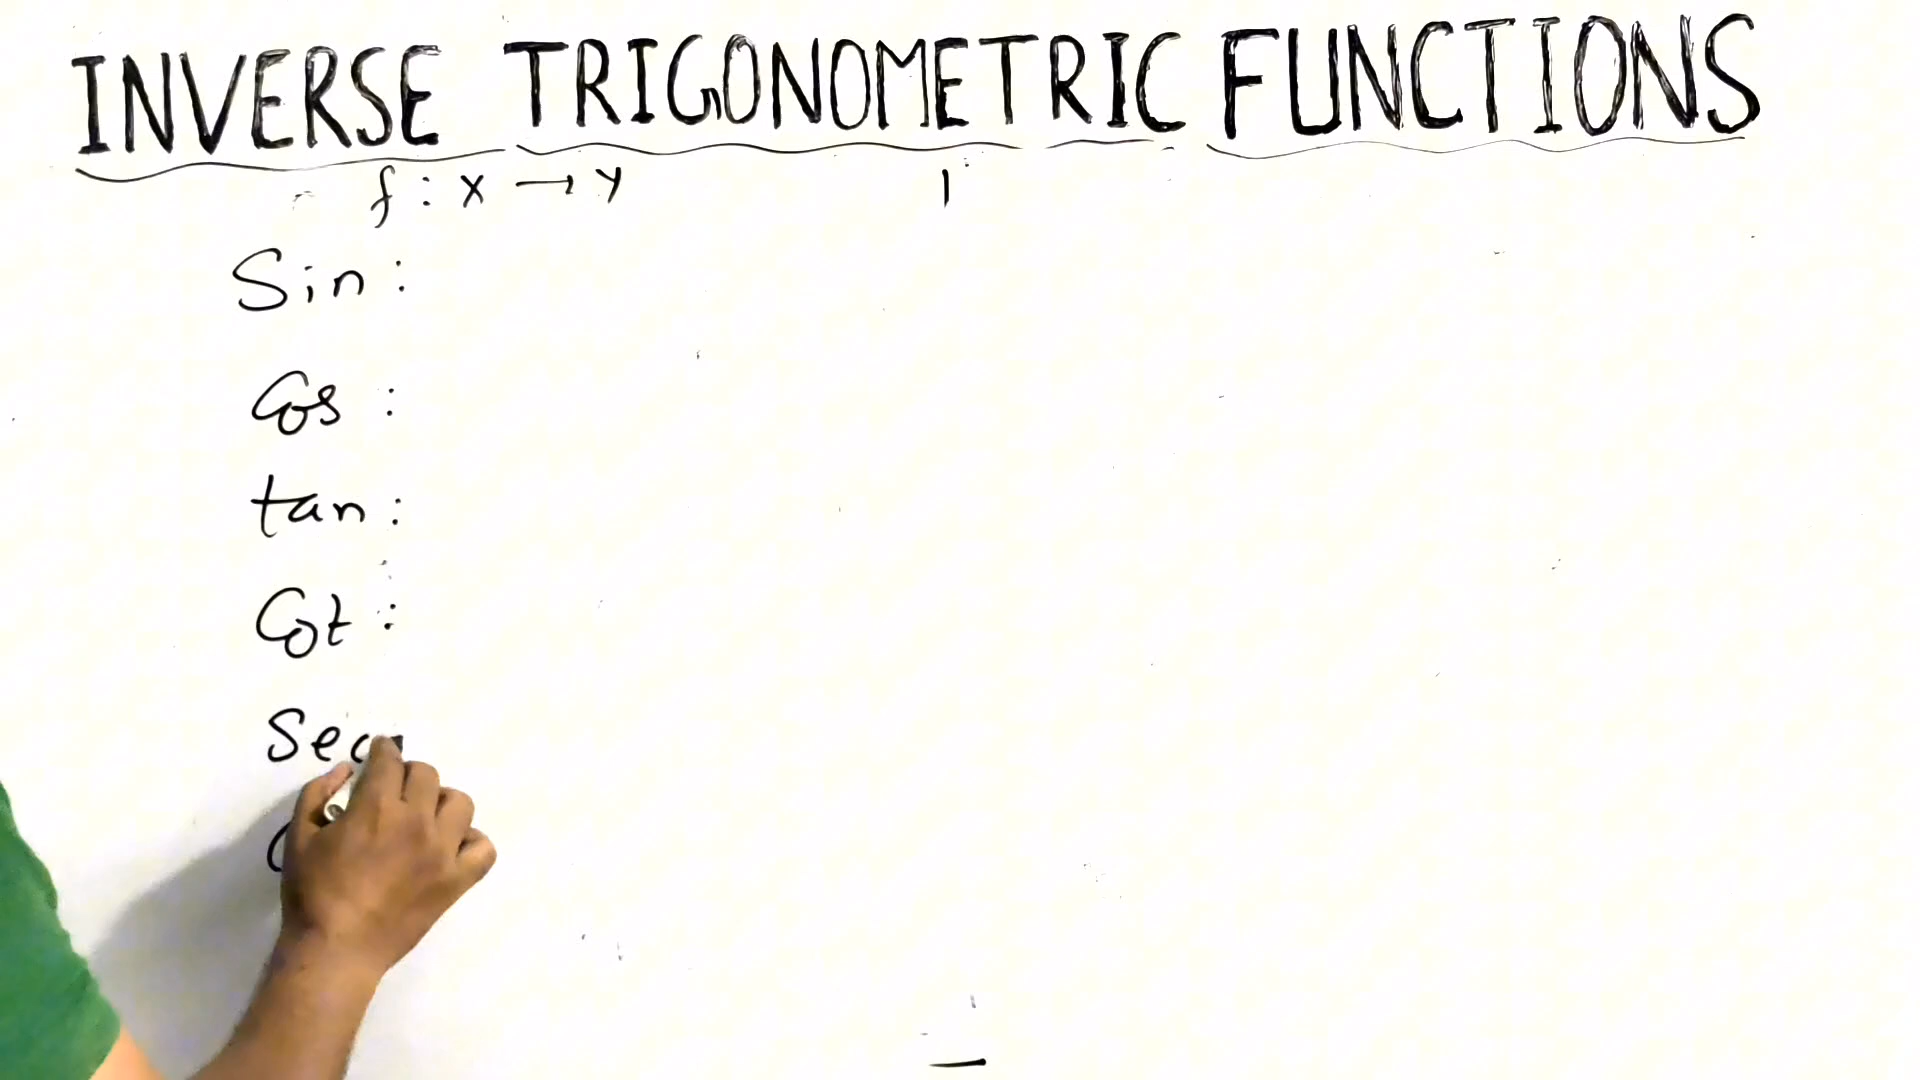 INVERSE TRIGONOMETRIC FUNCTIONS
f : x → y
Sin :
Cos :
tan :
Cot :
Sec